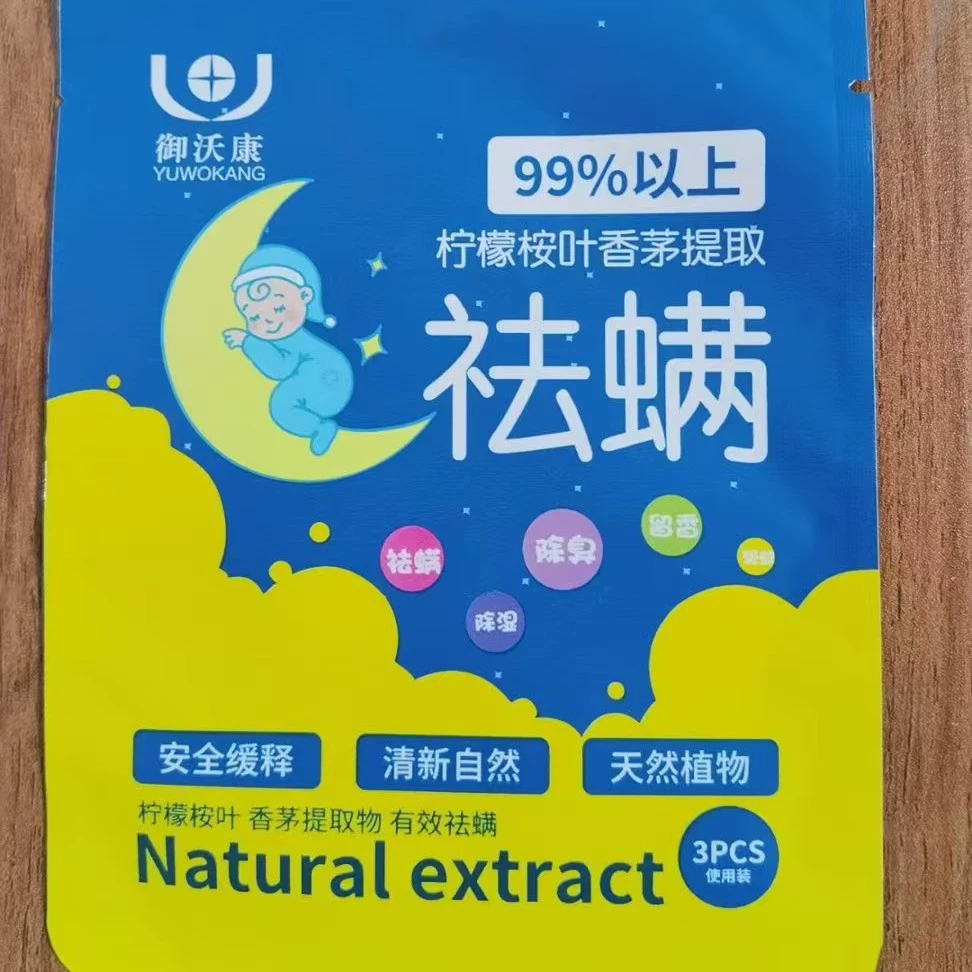 御沃康
YUWOKANG
99%以上
柠檬桉叶香茅提取
祛螨
祛螨
除臭
留香
除湿
安全缓释
清新自然
天然植物
柠檬桉叶 香茅提取物 有效祛螨
Natural extract
3PCS
使用装